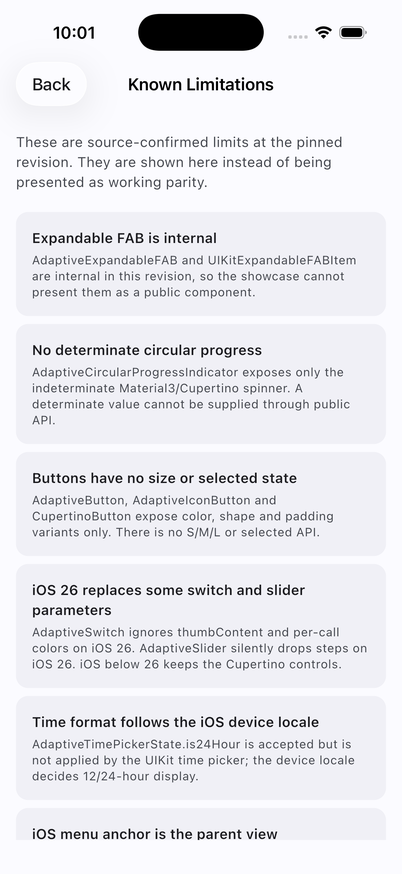 10:01
Back
Known Limitations
These are source-confirmed limits at the pinned
revision. They are shown here instead of being
presented as working parity.
Expandable FAB is internal
AdaptiveExpandableFAB and UIKitExpandableFABItem
are internal in this revision, so the showcase cannot
present them as a public component.
No determinate circular progress
AdaptiveCircularProgressIndicator exposes only the
indeterminate Material3/Cupertino spinner. A
determinate value cannot be supplied through public
API.
Buttons have no size or selected state
AdaptiveButton, AdaptiveIconButton and
CupertinoButton expose color, shape and padding
variants only. There is no S/M/L or selected API.
iOS 26 replaces some switch and slider
parameters
AdaptiveSwitch ignores thumbContent and per-call
colors on iOS 26. AdaptiveSlider silently drops steps on
iOS 26. iOS below 26 keeps the Cupertino controls.
Time format follows the iOS device locale
AdaptiveTimePickerState.is24Hour is accepted but is
not applied by the UIKit time picker; the device locale
decides 12/24-hour display.
iOS menu anchor is the parent view